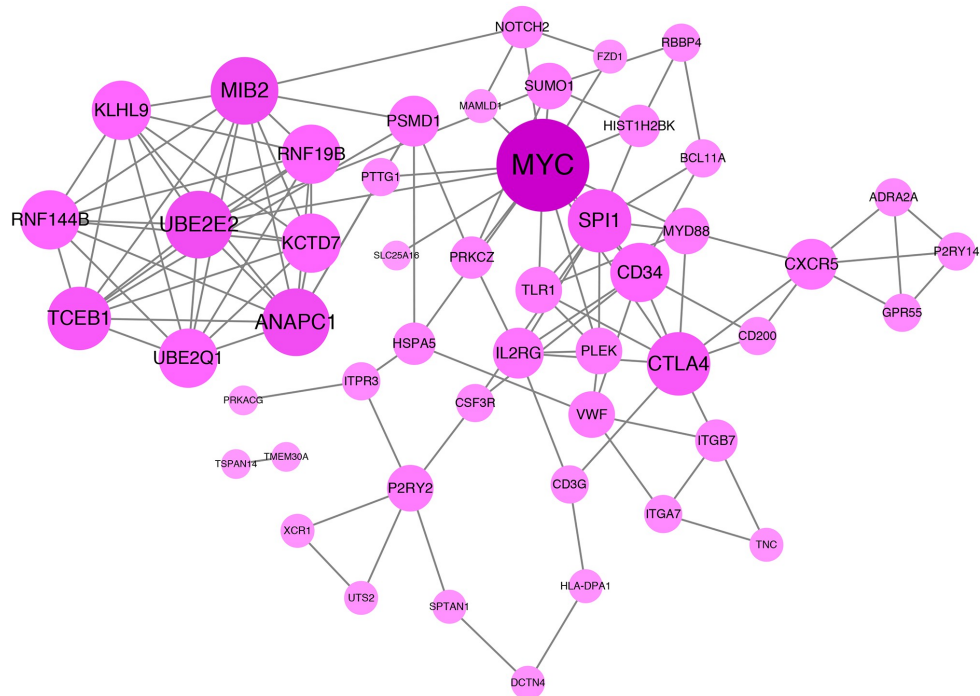 NOTCH2
RBBP4
FZD1
MIB2
SUMO1
KLHL9
MAMLD1
PSMD1
HIST1H2BK
RNF19B
BCL11A
MYC
PTTG1
ADRA2A
RNF144B
UBE2E2
SPI1
MYD88
KCTD7
SLC25A16
PRKCZ
P2RY14
CXCR5
CD34
TLR1
TCEB1
ANAPC1
GPR55
HSPA5
CD200
UBE2Q1
IL2RG
PLEK
CTLA4
ITPR3
PRKACG
CSF3R
VWF
ITGB7
TSPAN14
TMEM30A
P2RY2
CD3G
ITGA7
XCR1
TNC
HLA-DPA1
UTS2
SPTAN1
DCTN4